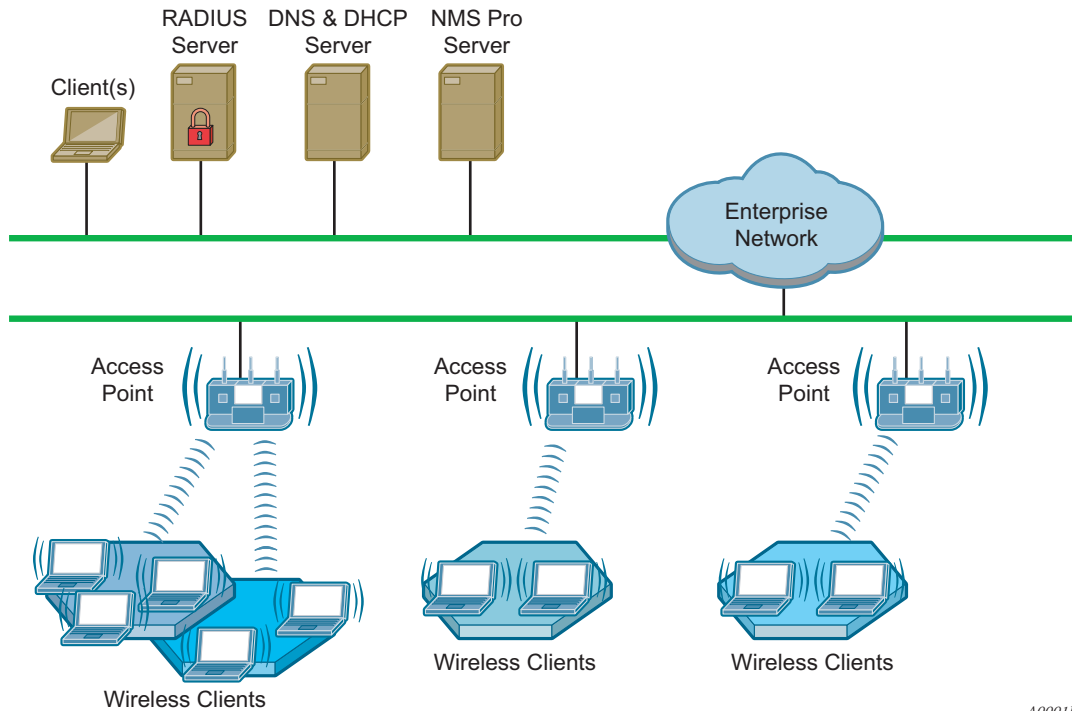 RADIUS
Server
DNS & DHCP
Server
NMS Pro
Server
Client(s)
Enterprise
Network
Access
Point
Access
Point
Access
Point
Wireless Clients
Wireless Clients
Wireless Clients